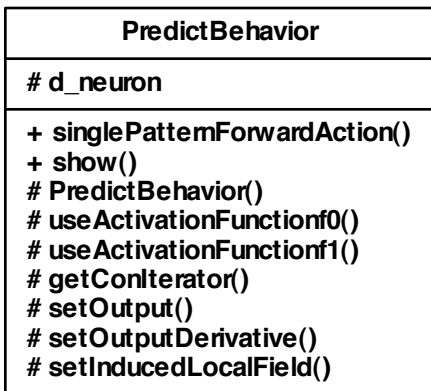 PredictBehavior
# d_neuron
+ singlePatternForwardAction()
+ show()
# PredictBehavior()
# useActivationFunctionf0()
# useActivationFunctionf1()
# getConIterator()
# setOutput()
# setOutputDerivative()
# setInducedLocalField()